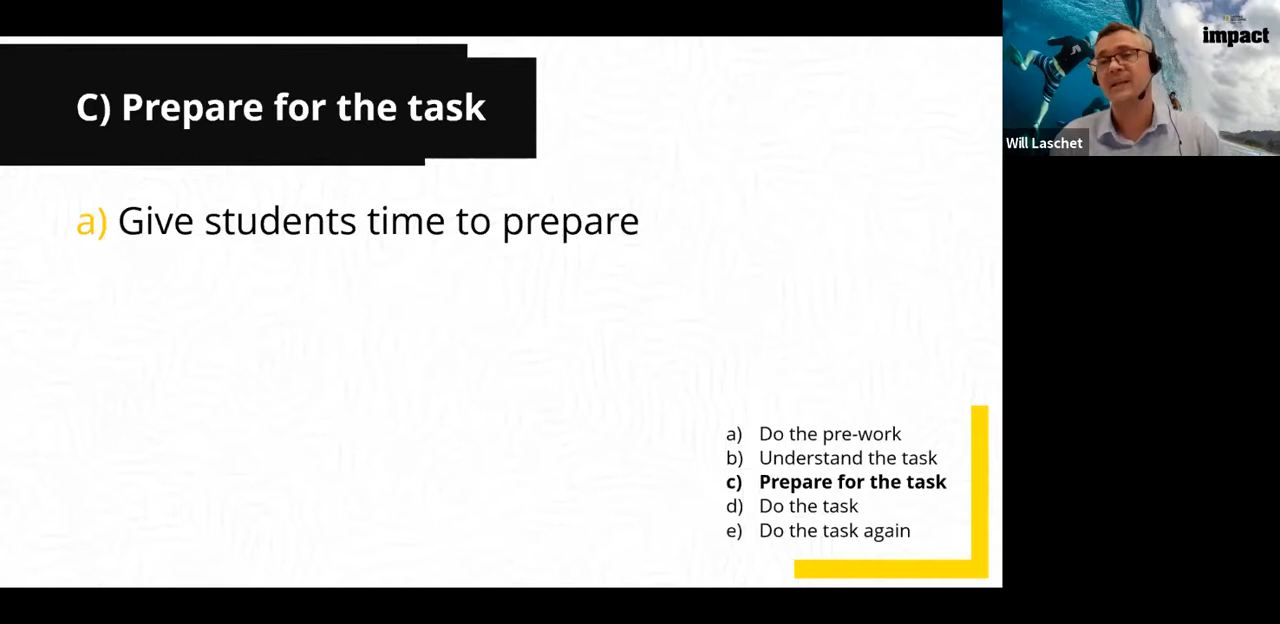 C) Prepare for the task
a) Give students time to prepare
a) Do the pre-work
b) Understand the task
c) Prepare for the task
d) Do the task
e) Do the task again
impact
Will Laschet